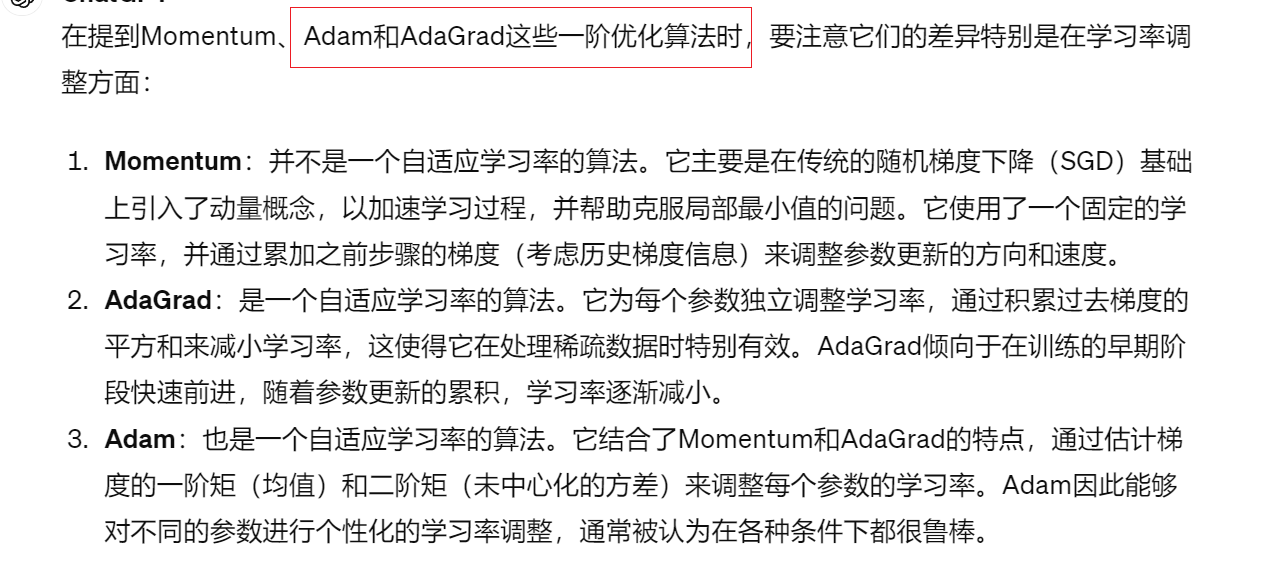 在提到Momentum、Adam和AdaGrad这些一阶优化算法时，要注意它们的差异特别是在学习率调
整方面：
1. Momentum：并不是一个自适应学习率的算法。它主要是在传统的随机梯度下降（SGD）基础
上引入了动量概念，以加速学习过程，并帮助克服局部最小值的问题。它使用了一个固定的学
习率，并通过累加之前步骤的梯度（考虑历史梯度信息）来调整参数更新的方向和速度。
2. AdaGrad：是一个自适应学习率的算法。它为每个参数独立调整学习率，通过积累过去梯度的
平方和来减小学习率，这使得它在处理稀疏数据时特别有效。AdaGrad倾向于在训练的早期阶
段快速前进，随着参数更新的累积，学习率逐渐减小。
3. Adam：也是一个自适应学习率的算法。它结合了Momentum和AdaGrad的特点，通过估计梯
度的一阶矩（均值）和二阶矩（未中心化的方差）来调整每个参数的学习率。Adam因此能够
对不同的参数进行个性化的学习率调整，通常被认为在各种条件下都很鲁棒。